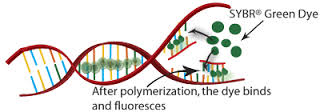 SYBR® Green Dye
After polymerization, the dye binds
and fluoresces